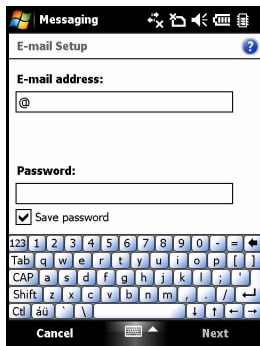 Messaging
E-mail Setup
E-mail address:
@
Password:
Save password
123 1 2 3 4 5 6 7 8 9 0 - =
Tab q w e r t y u i o p [ ]
CAP a s d f g h j k l ; '
Shift z x c v b n m , . /
Ctl áü ` \
Cancel Next